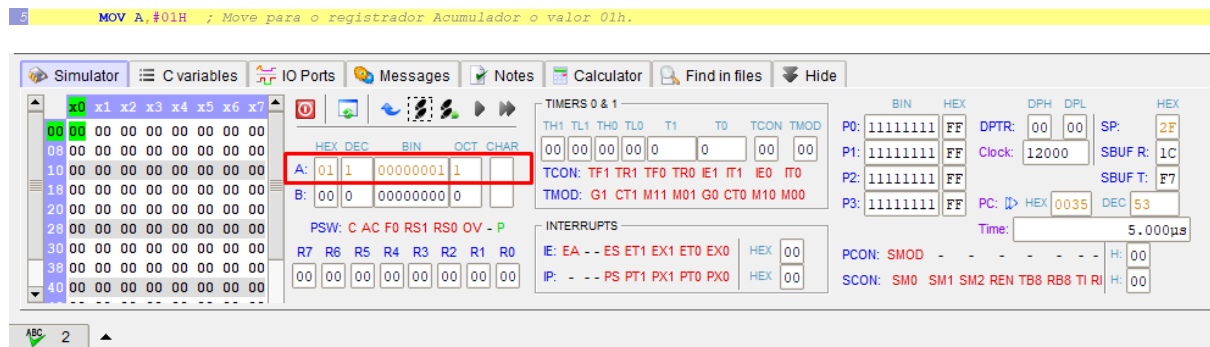 5 MOV A,#01H ; Move para o registrador Acumulador o valor 01h.
Simulator C variables IO Ports Messages Notes Calculator Find in files Hide
x0 x1 x2 x3 x4 x5 x6 x7
00 00 00 00 00 00 00 00 00
08 00 00 00 00 00 00 00 00
10 00 00 00 00 00 00 00 00
18 00 00 00 00 00 00 00 00
20 00 00 00 00 00 00 00 00
28 00 00 00 00 00 00 00 00
30 00 00 00 00 00 00 00 00
38 00 00 00 00 00 00 00 00
40 00 00 00 00 00 00 00 00
HEX DEC BIN OCT CHAR
A: 01 1 00000001 1
B: 00 0 00000000 0
PSW: C AC F0 RS1 RS0 OV - P
R7 R6 R5 R4 R3 R2 R1 R0
00 00 00 00 00 00 00 00
TIMERS 0 & 1
TH1 TL1 TH0 TL0 T1 T0 TCON TMOD
00 00 00 00 0 0 00 00
TCON: TF1 TR1 TF0 TR0 IE1 IT1 IE0 IT0
TMOD: G1 CT1 M11 M01 G0 CT0 M10 M00
INTERRUPTS
IE: EA - - ES ET1 EX1 ET0 EX0 HEX 00
IP: - - - PS PT1 PX1 PT0 PX0 HEX 00
BIN HEX
P0: 11111111 FF
P1: 11111111 FF
P2: 11111111 FF
P3: 11111111 FF
DPH DPL
DPTR: 00 00
Clock: 12000
HEX
SP: 2F
SBUF R: 1C
SBUF T: F7
PC: HEX 0035 DEC 53
Time: 5.000µs
PCON: SMOD - - - - - - - H: 00
SCON: SM0 SM1 SM2 REN TB8 RB8 TI RI H: 00
ABC 2